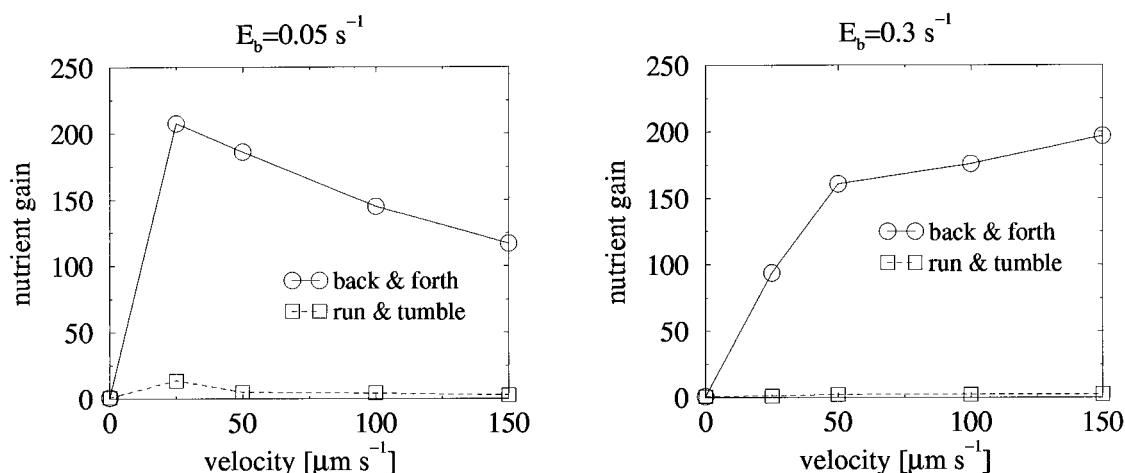 E_b=0.05 s⁻¹
250
200
150
100
50
0
nutrient gain
back & forth
run & tumble
0 50 100 150
velocity [μm s⁻¹]
E_b=0.3 s⁻¹
250
200
150
100
50
0
nutrient gain
back & forth
run & tumble
0 50 100 150
velocity [μm s⁻¹]